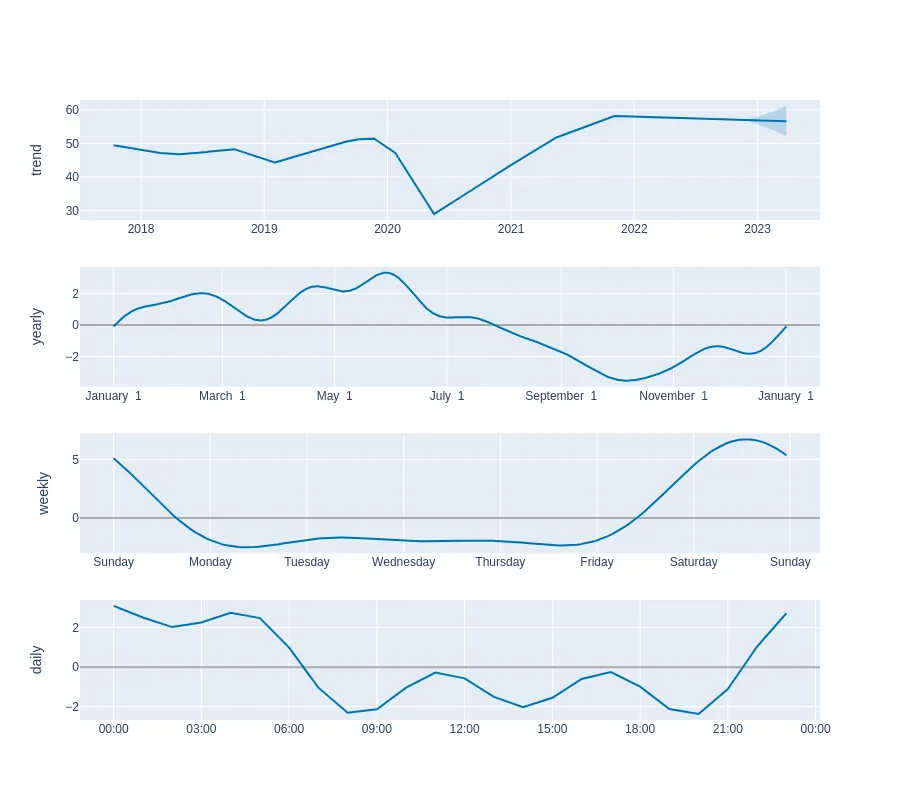 trend
60
50
40
30
2018 2019 2020 2021 2022 2023
yearly
2
0
−2
January 1 March 1 May 1 July 1 September 1 November 1 January 1
weekly
5
0
Sunday Monday Tuesday Wednesday Thursday Friday Saturday Sunday
daily
2
0
−2
00:00 03:00 06:00 09:00 12:00 15:00 18:00 21:00 00:00